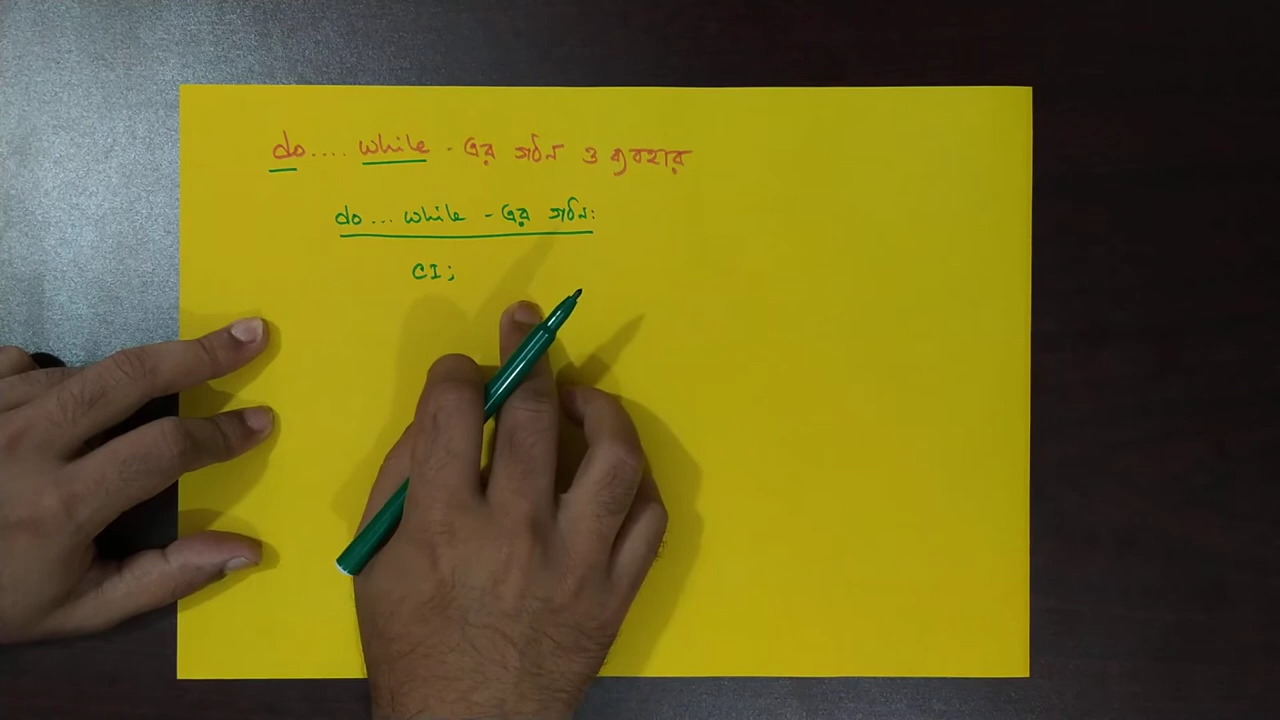 do.... while - এর গঠন ও ব্যবহার
do... while - এর গঠন:
CI;